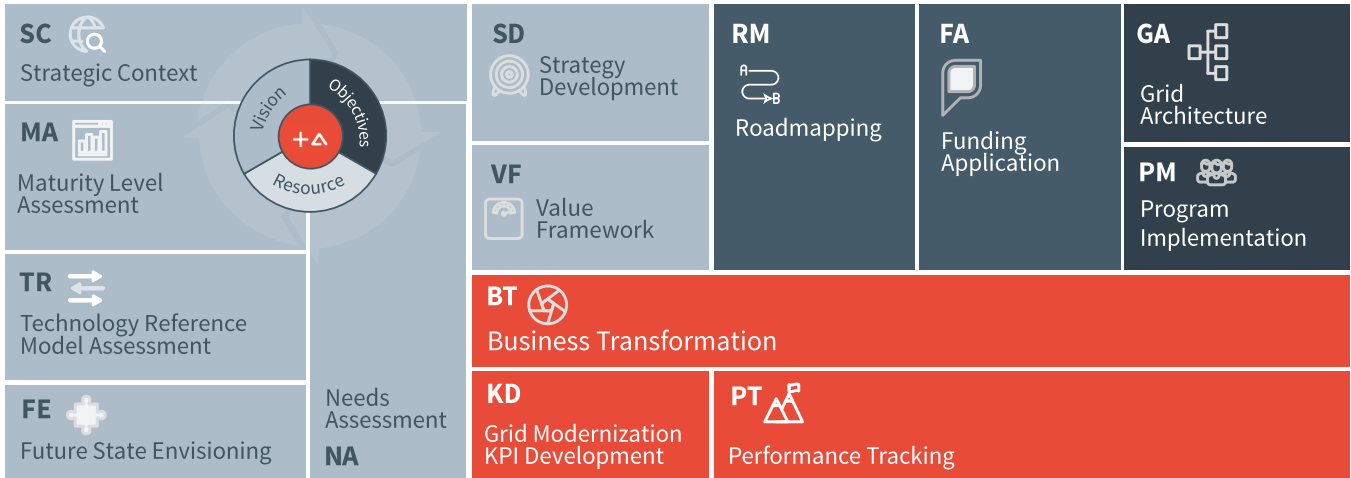 SC
Strategic Context
MA
Maturity Level
Assessment
TR
Technology Reference
Model Assessment
FE
Future State Envisioning
Vision
Objectives
Resource
Needs
Assessment
NA
SD
Strategy
Development
VF
Value
Framework
RM
A
B
Roadmapping
FA
Funding
Application
GA
Grid
Architecture
PM
Program
Implementation
BT
Business Transformation
KD
Grid Modernization
KPI Development
PT
Performance Tracking